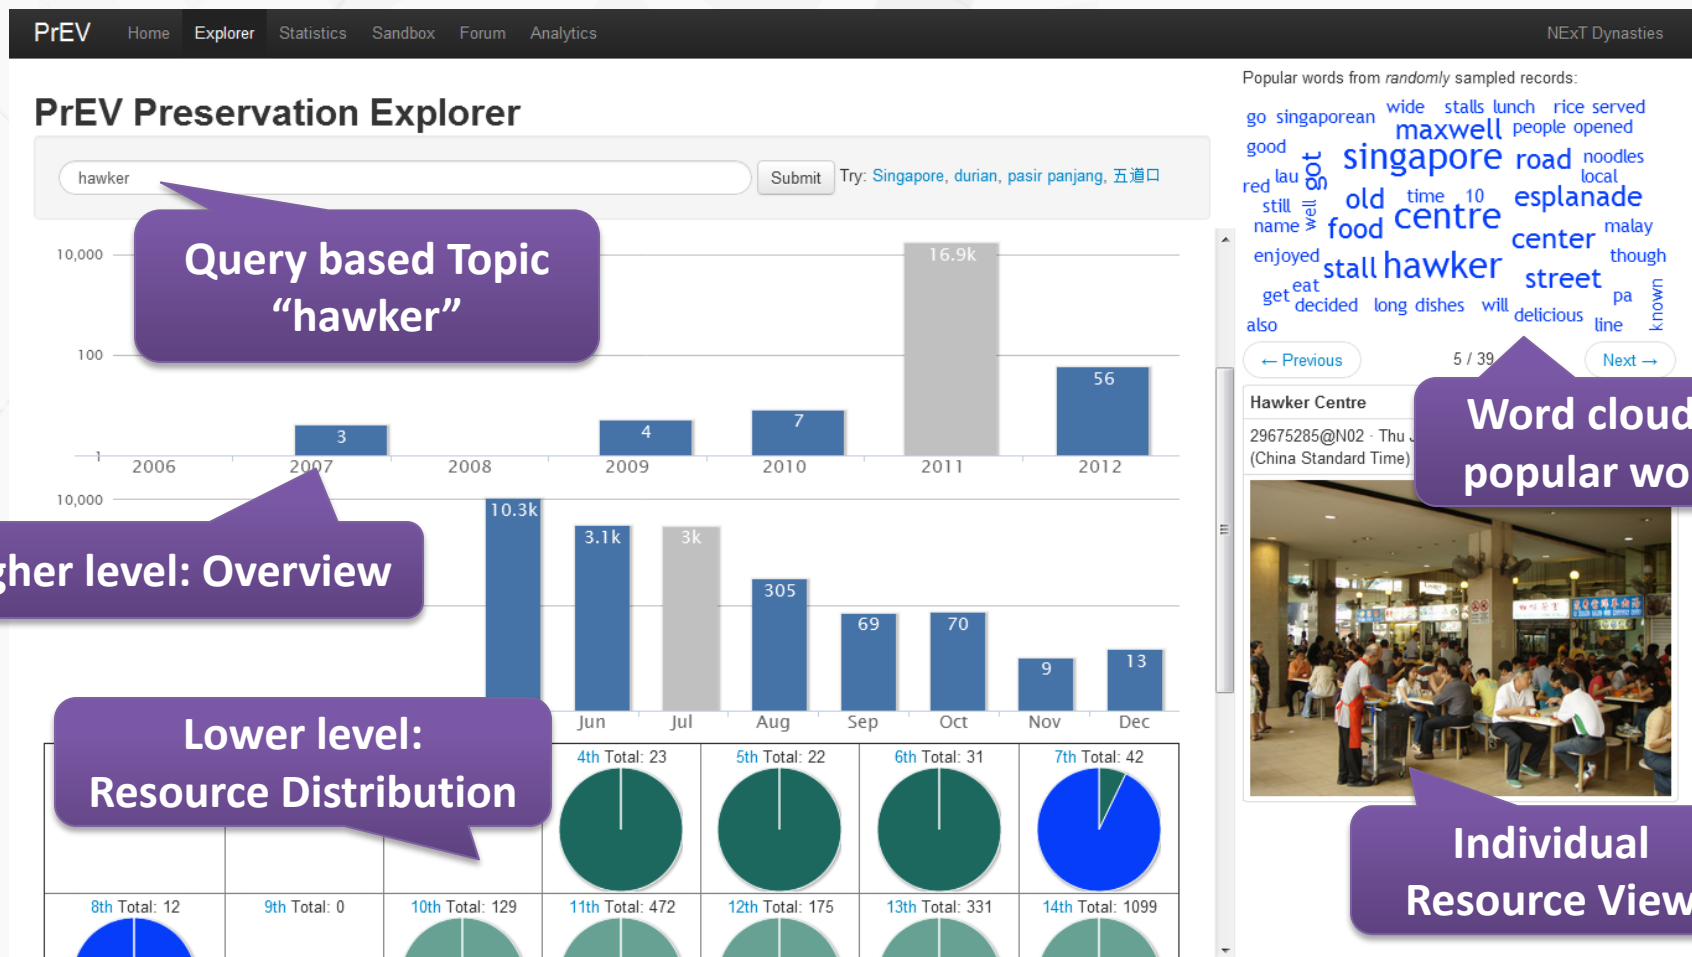 PrEV Home Explorer Statistics Sandbox Forum Analytics NExT Dynasties
PrEV Preservation Explorer
hawker
Submit
Try: Singapore, durian, pasir panjang, 五道口
Query based Topic
“hawker”
10,000
100
1
16.9k
56
3
4
7
2006 2007 2008 2009 2010 2011 2012
gher level: Overview
10,000
10.3k
3.1k
3k
305
69
70
9
13
Jun Jul Aug Sep Oct Nov Dec
Lower level:
Resource Distribution
4th Total: 23
5th Total: 22
6th Total: 31
7th Total: 42
8th Total: 12
9th Total: 0
10th Total: 129
11th Total: 472
12th Total: 175
13th Total: 331
14th Total: 1099
Popular words from randomly sampled records:
go singaporean wide stalls lunch rice served
maxwell people opened
good got singapore road noodles
red lau local
still well old time 10 esplanade
name food centre center malay
enjoyed stall hawker street though
get eat decided long dishes will delicious pa known
also line
← Previous
5 / 39
Next →
Hawker Centre
29675285@N02 · Thu
(China Standard Time)
Word cloud
popular wo
Individual
Resource View